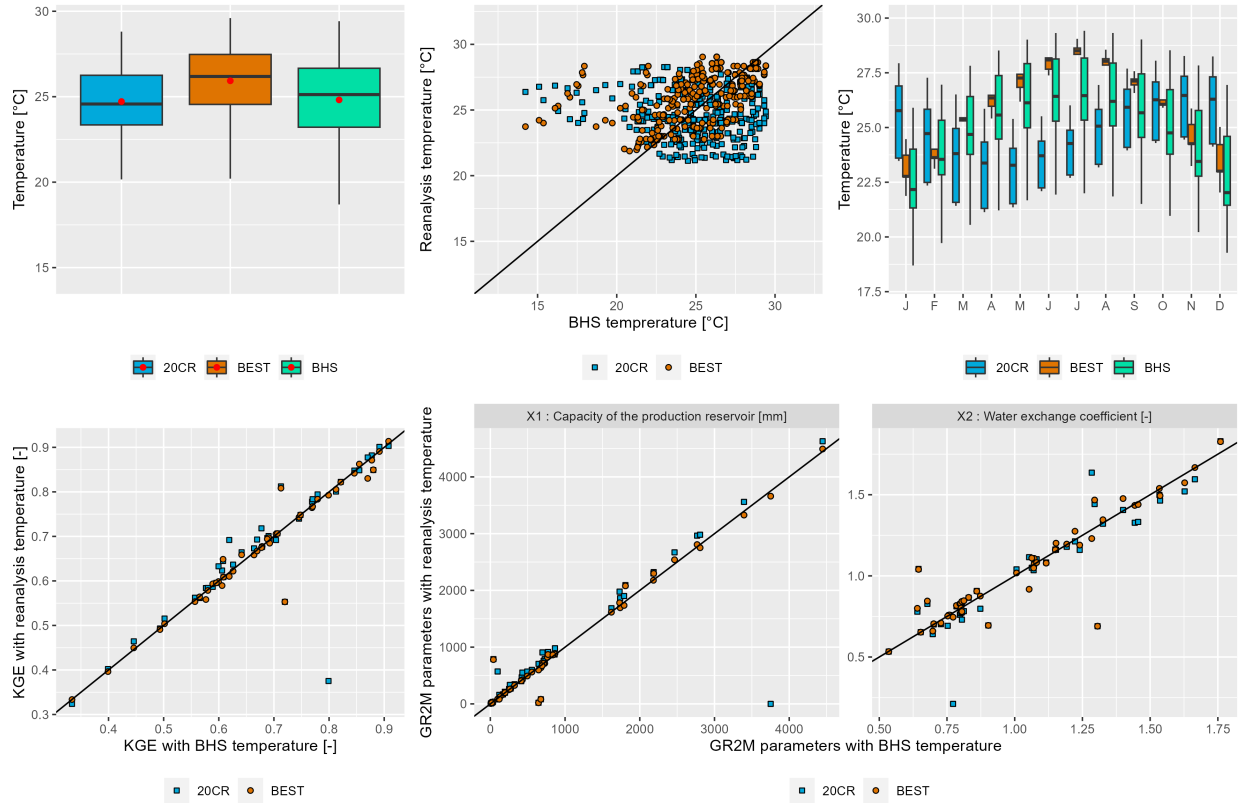 Temperature [°C]
30
25
20
15
20CR
BEST
BHS
Reanalysis temprerature [°C]
30
25
20
15
15
20
25
30
BHS temprerature [°C]
20CR
BEST
Temperature [°C]
30.0
27.5
25.0
22.5
20.0
17.5
J F M A M J J A S O N D
20CR
BEST
BHS
KGE with reanalysis temperature [-]
0.9
0.8
0.7
0.6
0.5
0.4
0.3
0.4
0.5
0.6
0.7
0.8
0.9
KGE with BHS temperature [-]
20CR
BEST
GR2M parameters with reanalysis temperature
X1 : Capacity of the production reservoir [mm]
4000
3000
2000
1000
0
0
1000
2000
3000
4000
X2 : Water exchange coefficient [-]
1.5
1.0
0.5
0.50
0.75
1.00
1.25
1.50
1.75
GR2M parameters with BHS temperature
20CR
BEST